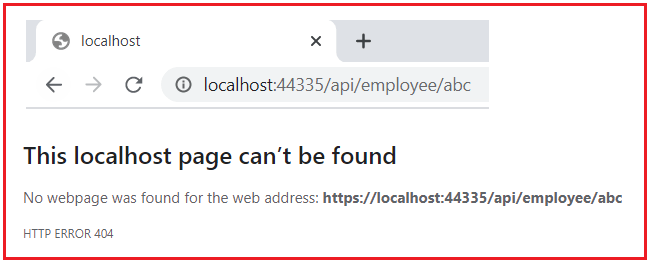 localhost
localhost:44335/api/employee/abc
This localhost page can’t be found
No webpage was found for the web address: https://localhost:44335/api/employee/abc
HTTP ERROR 404